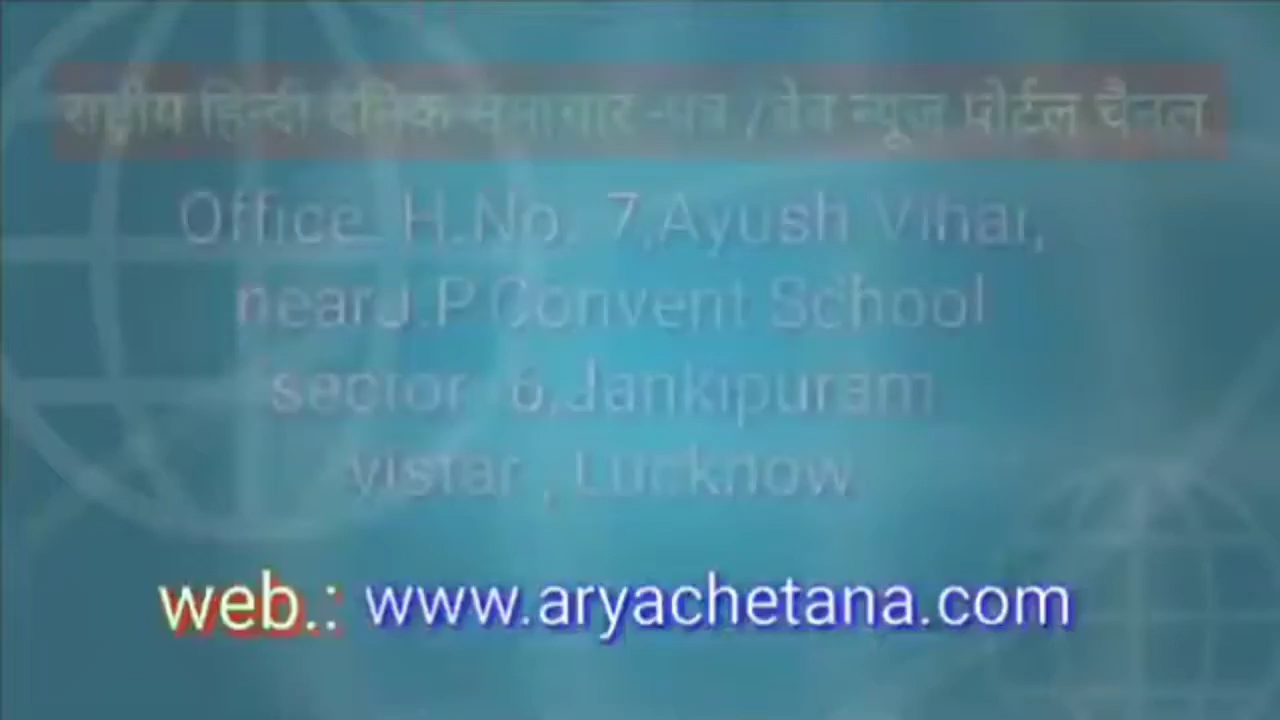 राष्ट्रीय हिन्दी दैनिक समाचार -पत्र /वेब न्यूज पोर्टल चैनल
Office H.No. 7,Ayush Vihar,
near J.P Convent School
sector 6,Jankipuram
vistar , Lucknow
web.: www.aryachetana.com